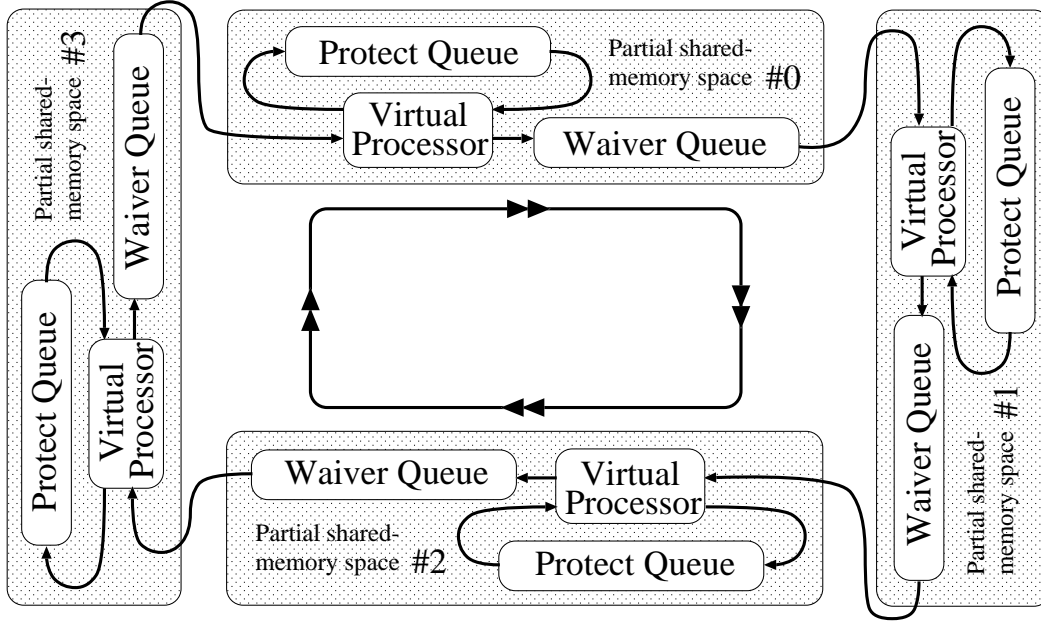 Protect Queue
Partial shared-
memory space #0
Virtual
Processor
Waiver Queue
Virtual
Processor
Protect Queue
Waiver Queue
Partial shared-
memory space #1
Waiver Queue
Virtual
Processor
Partial shared-
memory space #2
Protect Queue
Partial shared-
memory space #3
Waiver Queue
Protect Queue
Virtual
Processor